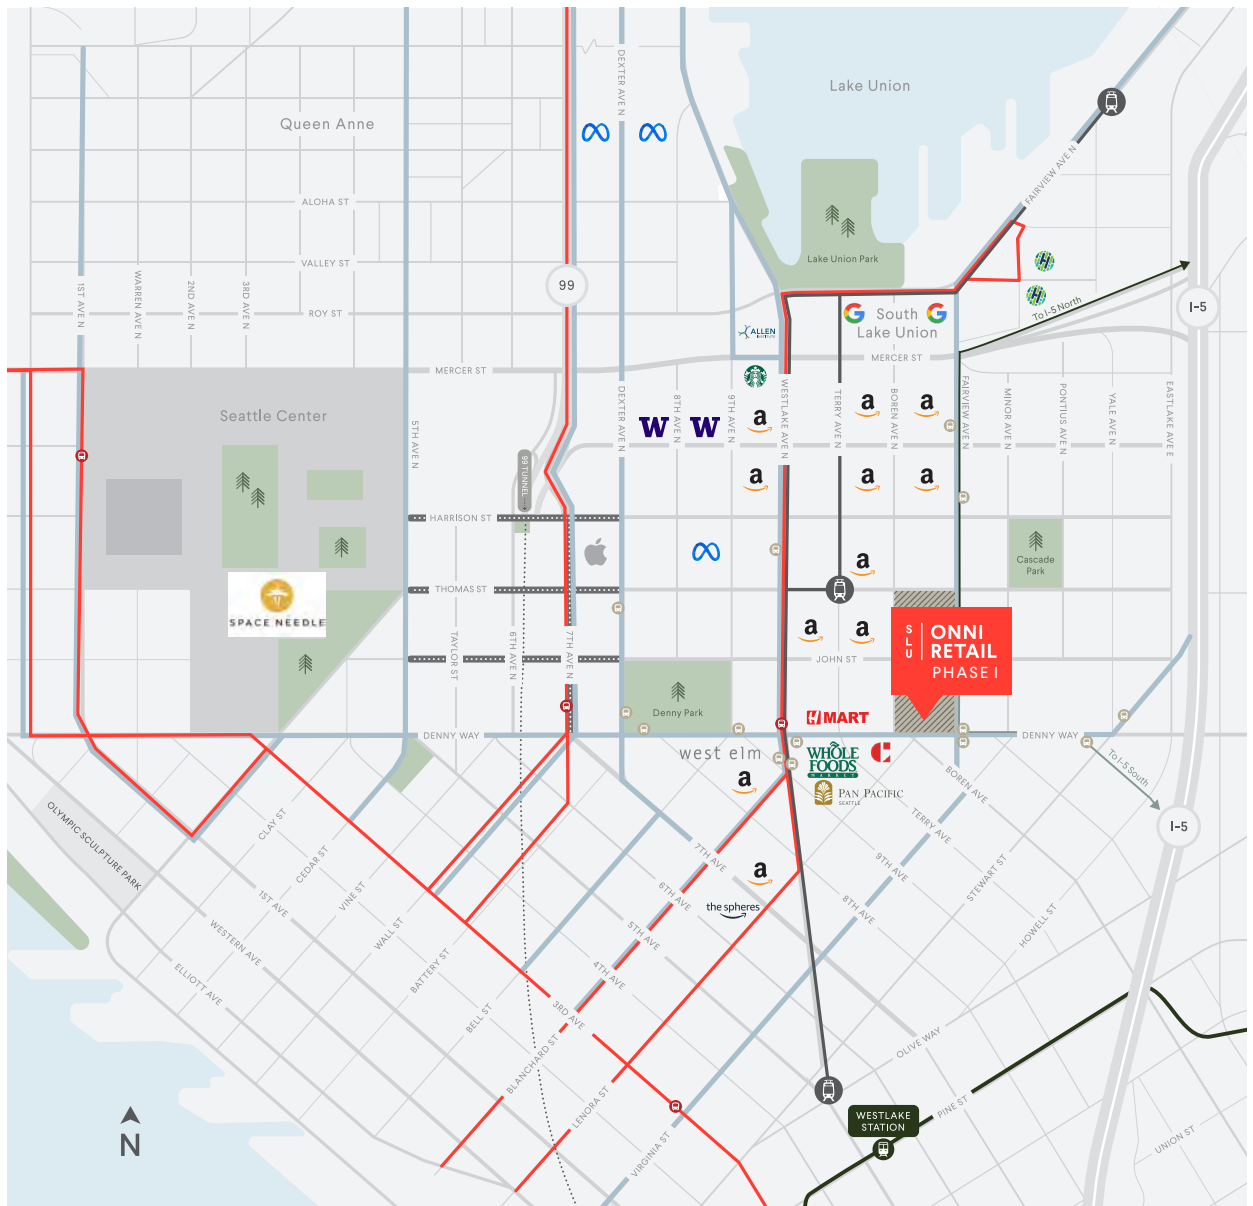 Lake Union
DEXTER AVE N
Queen Anne
FAIRVIEW AVE N
ALOHA ST
Lake Union Park
VALLEY ST
1ST AVE N
WARREN AVE N
2ND AVE N
3RD AVE N
99
ROY ST
To I-5 North
I-5
South
Lake Union
ALLEN
INSTITUTE
MERCER ST
MERCER ST
Seattle Center
5TH AVE N
DEXTER AVE N
8TH AVE N
9TH AVE N
WESTLAKE AVE N
TERRY AVE N
BOREN AVE N
FAIRVIEW AVE N
MINOR AVE N
PONTIUS AVE N
YALE AVE N
EASTLAKE AVE E
a
a
a
W
W
99 TUNNEL
a
a
a
HARRISON ST
Cascade
Park
a
THOMAS ST
SPACE NEEDLE
TAYLOR ST
6TH AVE N
7TH AVE N
a
a
SLU
ONNI
RETAIL
PHASE I
JOHN ST
Denny Park
H MART
DENNY WAY
DENNY WAY
west elm
WHOLE
FOODS
MARKET
PAN PACIFIC
SEATTLE
a
To I-5 South
I-5
BOREN AVE
TERRY AVE
9TH AVE
8TH AVE
STEWART ST
HOWELL ST
OLYMPIC SCULPTURE PARK
CLAY ST
CEDAR ST
VINE ST
1ST AVE
WALL ST
WESTERN AVE
BATTERY ST
ELLIOTT AVE
BELL ST
7TH AVE
6TH AVE
5TH AVE
4TH AVE
3RD AVE
a
the spheres
BLANCHARD ST
LENORA ST
VIRGINIA ST
OLIVE WAY
PINE ST
UNION ST
WESTLAKE
STATION
N